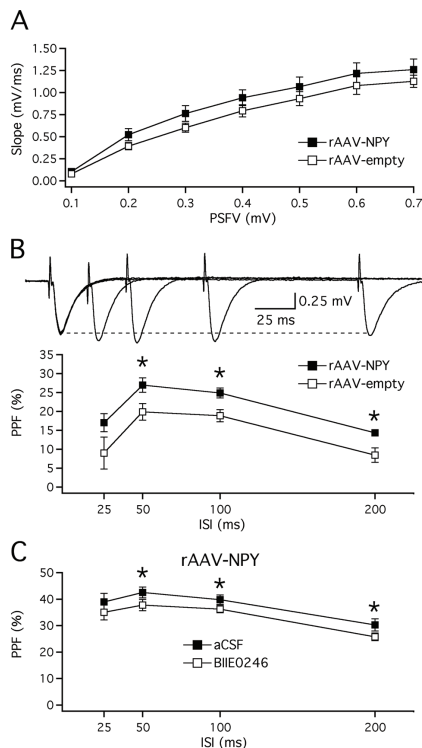 A
Slope (mV/ms)
1.50
1.25
1.00
0.75
0.50
0.25
0.00
rAAV-NPY
rAAV-empty
0.1 0.2 0.3 0.4 0.5 0.6 0.7
PSFV (mV)
B
0.25 mV
25 ms
PPF (%)
35
30
25
20
15
10
5
0
* * *
rAAV-NPY
rAAV-empty
25 50 100 200
ISI (ms)
C
rAAV-NPY
PPF (%)
50
40
30
20
10
0
* * *
aCSF
BIIE0246
25 50 100 200
ISI (ms)